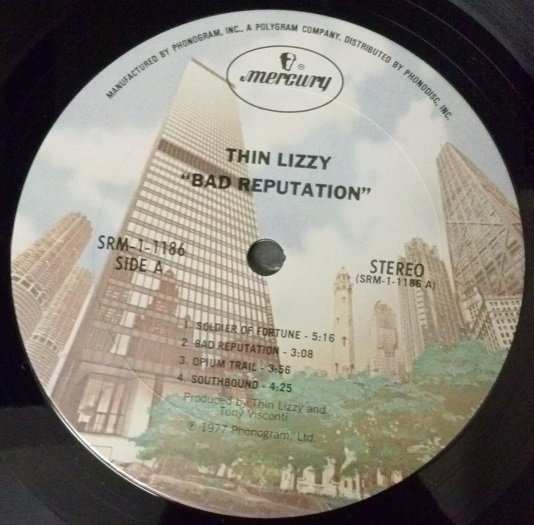 MANUFACTURED BY PHONOGRAM, INC., A POLYGRAM COMPANY, DISTRIBUTED BY PHONODISC, INC.
mercury
THIN LIZZY
"BAD REPUTATION"
SRM-1-1186
SIDE A
STEREO
(SRM-1-1186 A)
1. SOLDIER OF FORTUNE - 5:16
2. BAD REPUTATION - 3:08
3. OPIUM TRAIL - 3:56
4. SOUTHBOUND - 4:25
Produced by Thin Lizzy and
Tony Visconti
℗ 1977 Phonogram, Ltd.